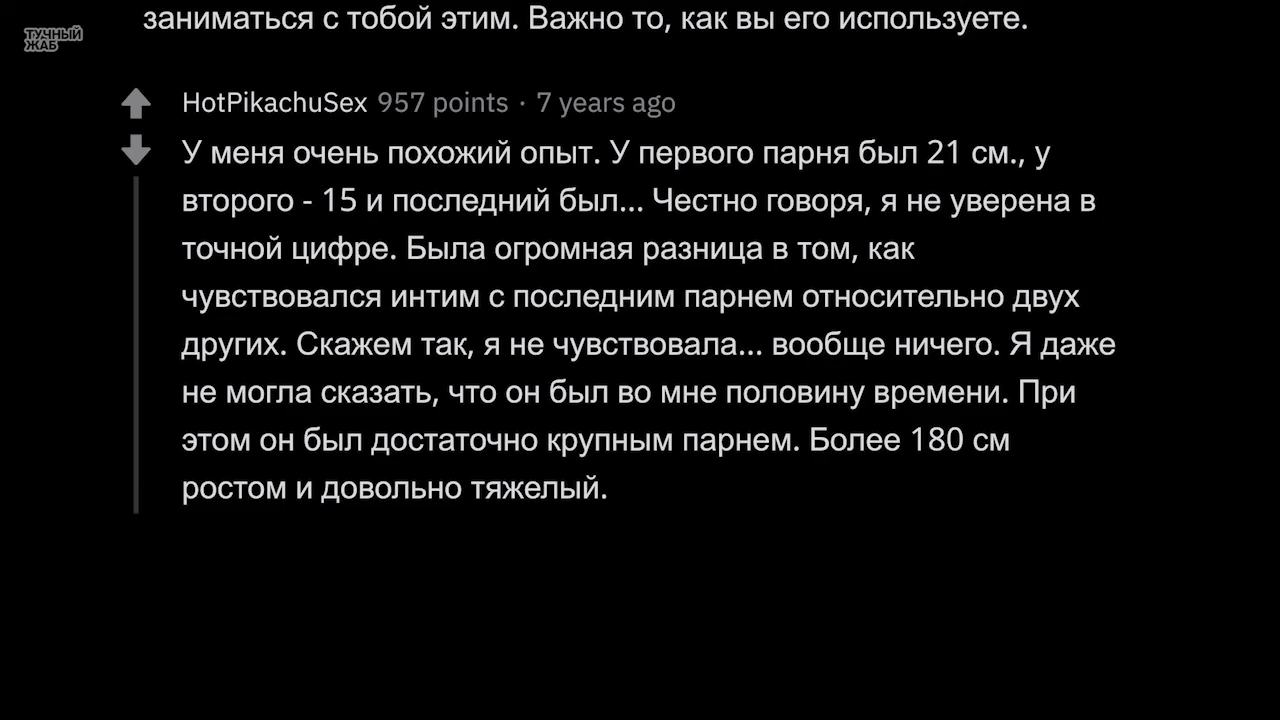 ТУЧНЫЙ
ЖАБ
заниматься с тобой этим. Важно то, как вы его используете.
HotPikachuSex 957 points · 7 years ago
У меня очень похожий опыт. У первого парня был 21 см., у
второго - 15 и последний был... Честно говоря, я не уверена в
точной цифре. Была огромная разница в том, как
чувствовался интим с последним парнем относительно двух
других. Скажем так, я не чувствовала... вообще ничего. Я даже
не могла сказать, что он был во мне половину времени. При
этом он был достаточно крупным парнем. Более 180 см
ростом и довольно тяжелый.